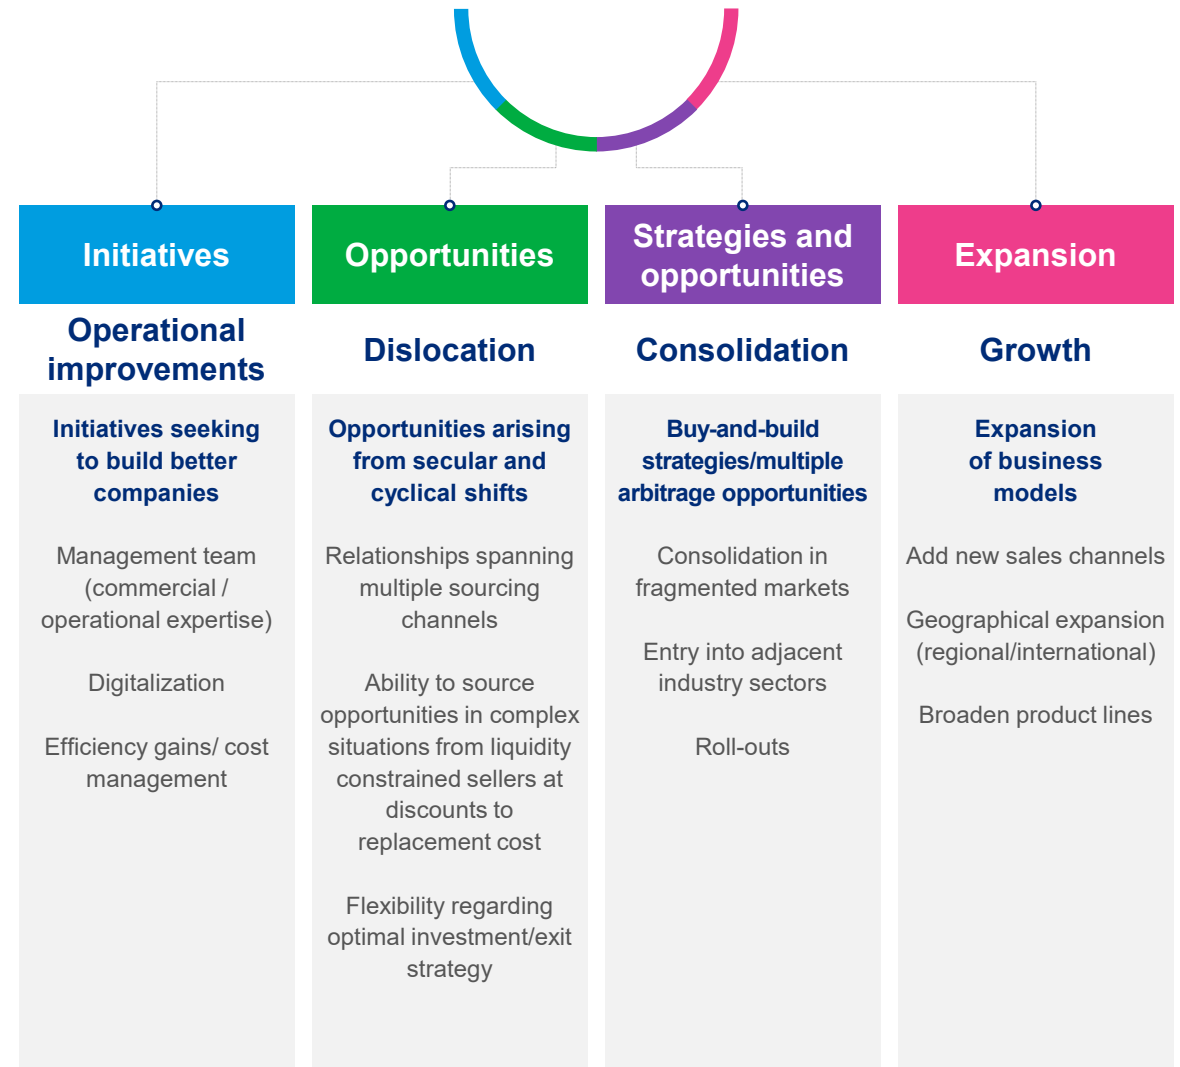 Initiatives
Operational
improvements
Initiatives seeking
to build better
companies
Management team
(commercial /
operational expertise)
Digitalization
Efficiency gains/ cost
management
Opportunities
Dislocation
Opportunities arising
from secular and
cyclical shifts
Relationships spanning
multiple sourcing
channels
Ability to source
opportunities in complex
situations from liquidity
constrained sellers at
discounts to
replacement cost
Flexibility regarding
optimal investment/exit
strategy
Strategies and
opportunities
Consolidation
Buy-and-build
strategies/multiple
arbitrage opportunities
Consolidation in
fragmented markets
Entry into adjacent
industry sectors
Roll-outs
Expansion
Growth
Expansion
of business
models
Add new sales channels
Geographical expansion
(regional/international)
Broaden product lines